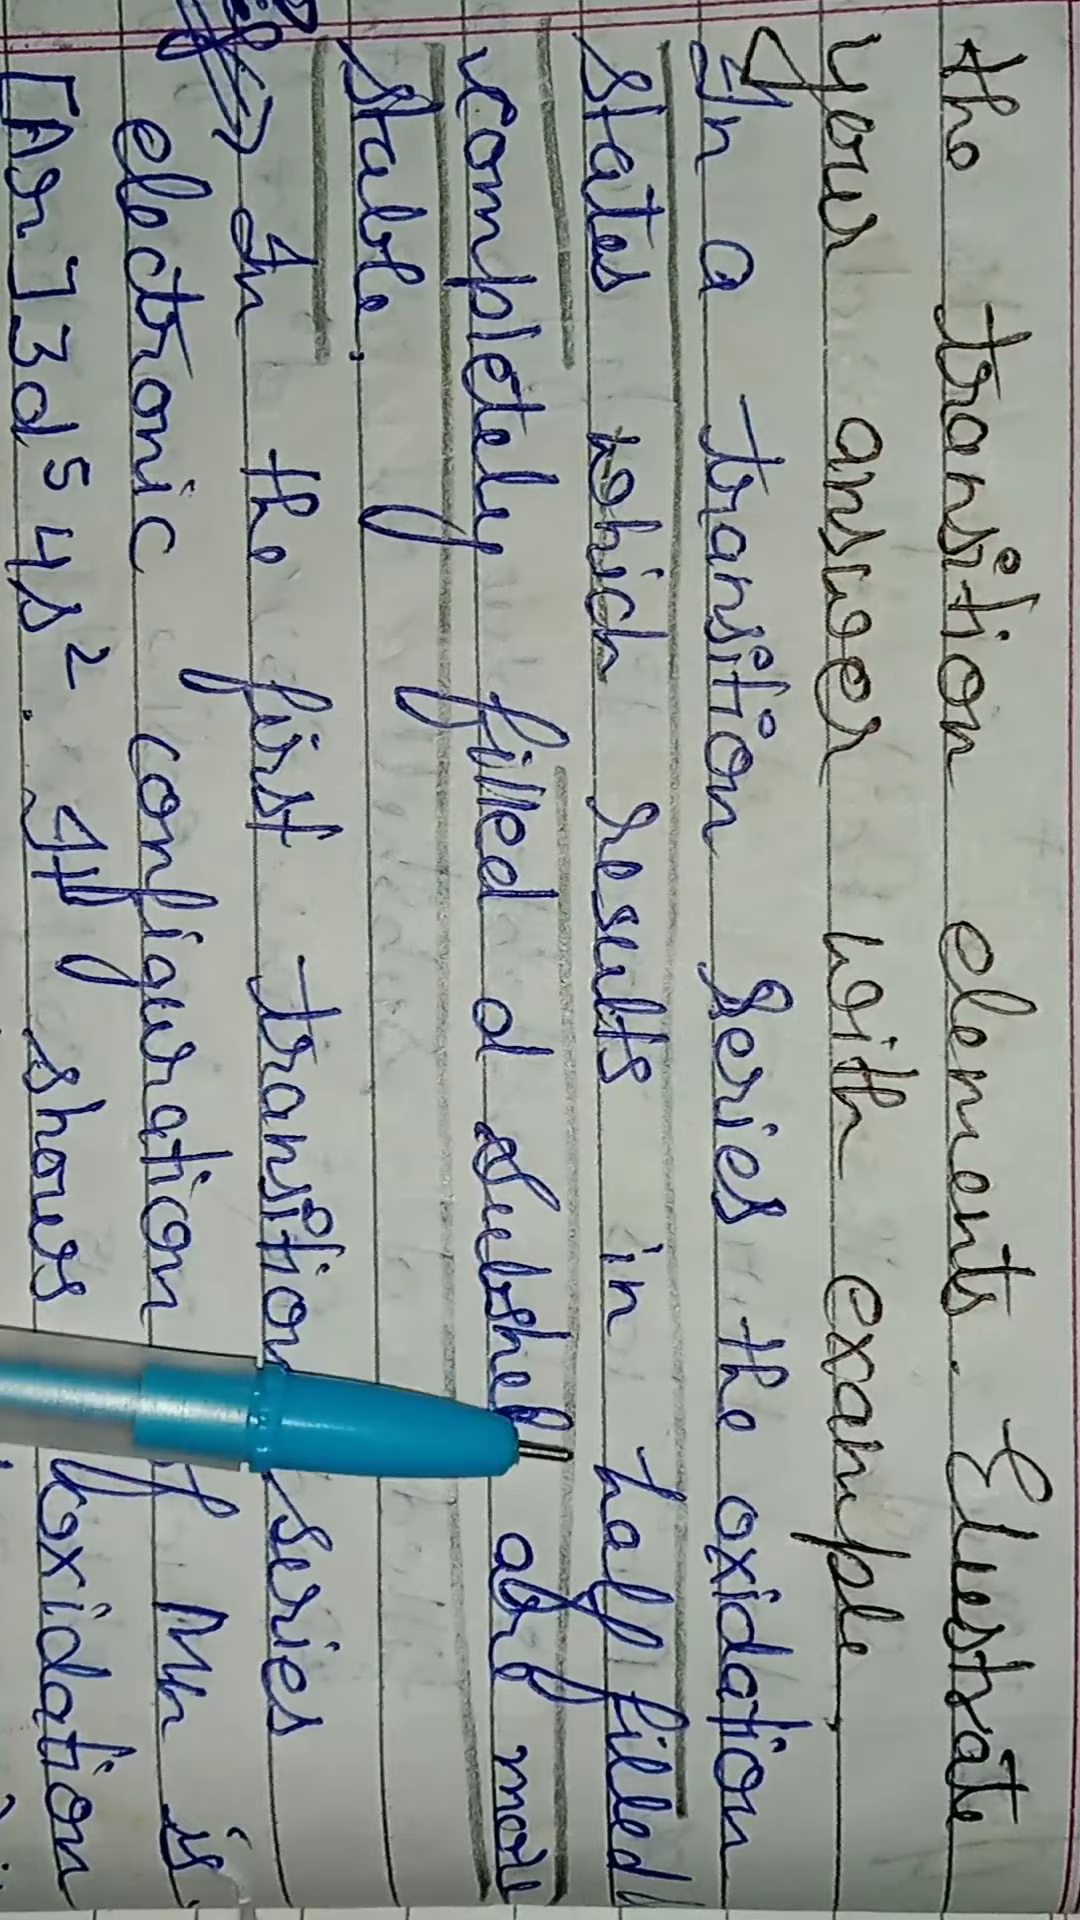 the transition elements. Elustrate
your answer with example.
In a transition series the oxidation
states which results in half filled
completely filled d subshell are more
stable.
eg => In the first transition series
electronic configuration of Mn is
[Ar] 3d⁵ 4s². It shows oxidation